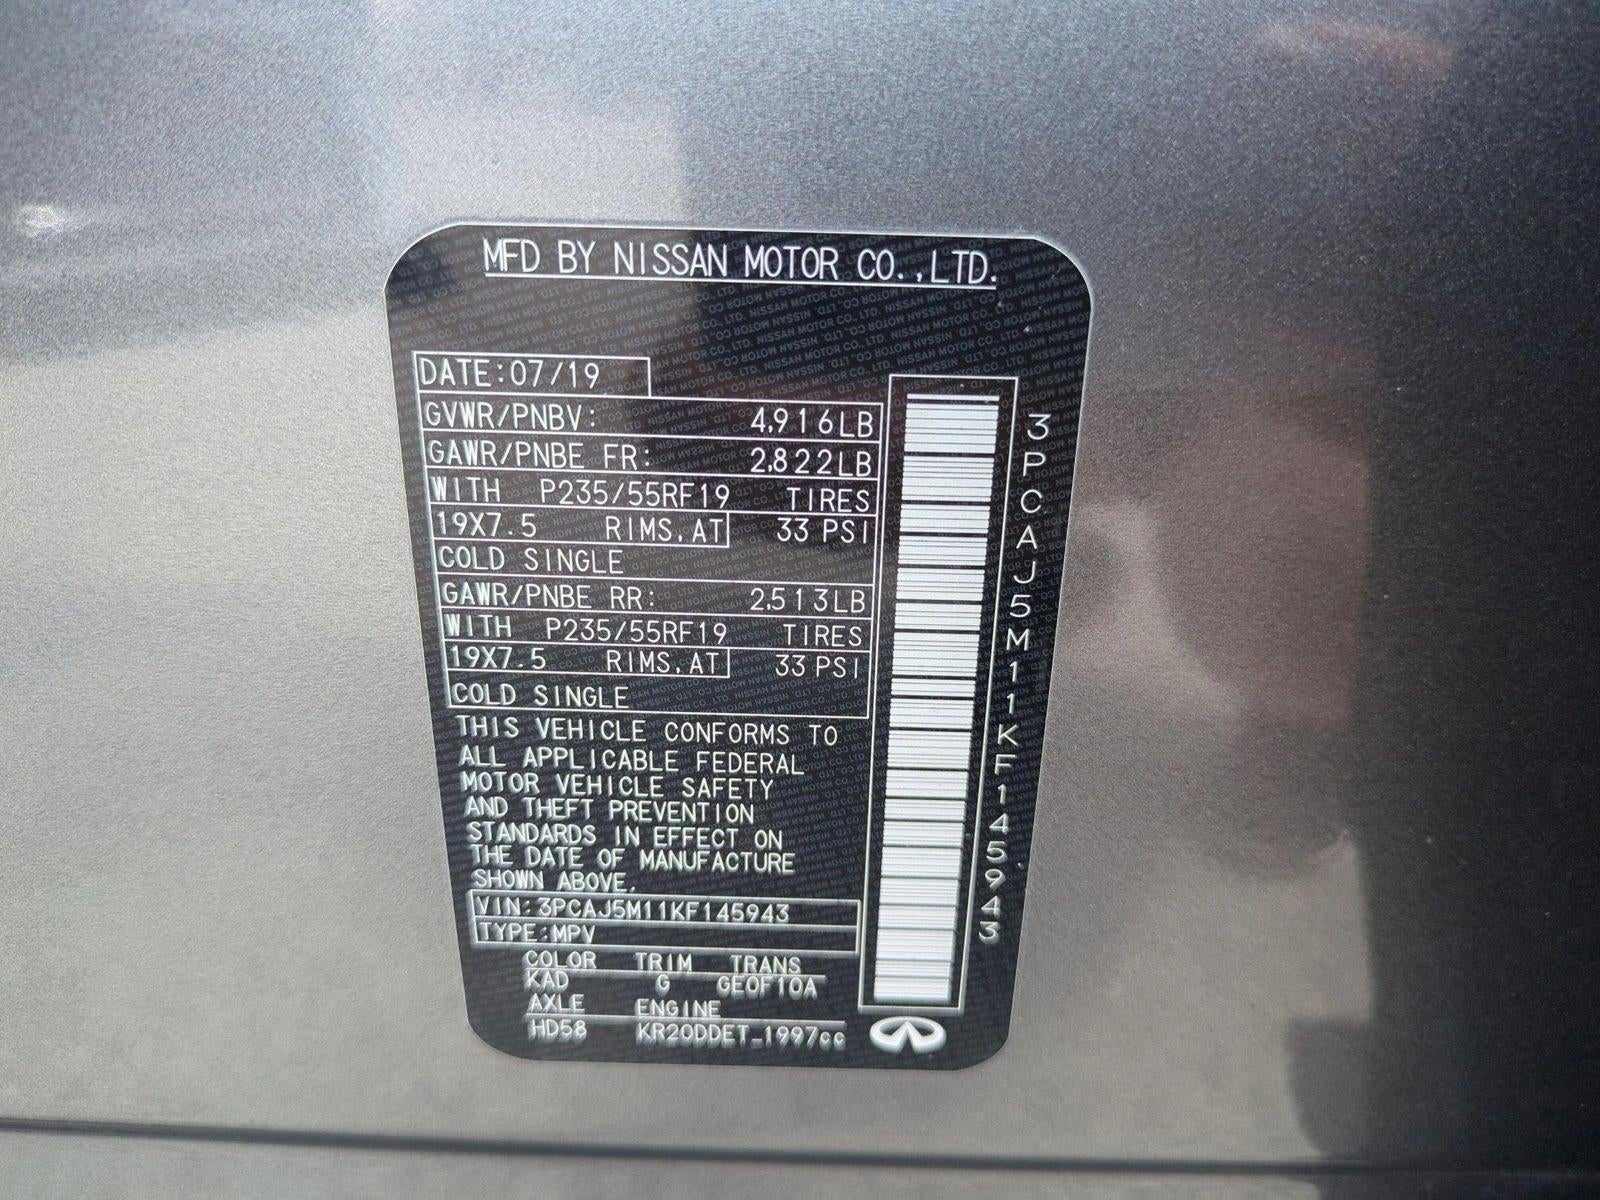 MFD BY NISSAN MOTOR CO.,LTD.
DATE:07/19
GVWR/PNBV: 4,916LB
GAWR/PNBE FR: 2,822LB
WITH P235/55RF19 TIRES
19X7.5 RIMS,AT 33 PSI
COLD SINGLE
GAWR/PNBE RR: 2,513LB
WITH P235/55RF19 TIRES
19X7.5 RIMS,AT 33 PSI
COLD SINGLE
THIS VEHICLE CONFORMS TO
ALL APPLICABLE FEDERAL
MOTOR VEHICLE SAFETY
AND THEFT PREVENTION
STANDARDS IN EFFECT ON
THE DATE OF MANUFACTURE
SHOWN ABOVE.
VIN:3PCAJ5M11KF145943
TYPE:MPV
COLOR TRIM TRANS
KAD G GE0F10A
AXLE ENGINE
HD58 KR20DDET_1997cc
3PCAJ5M11KF145943